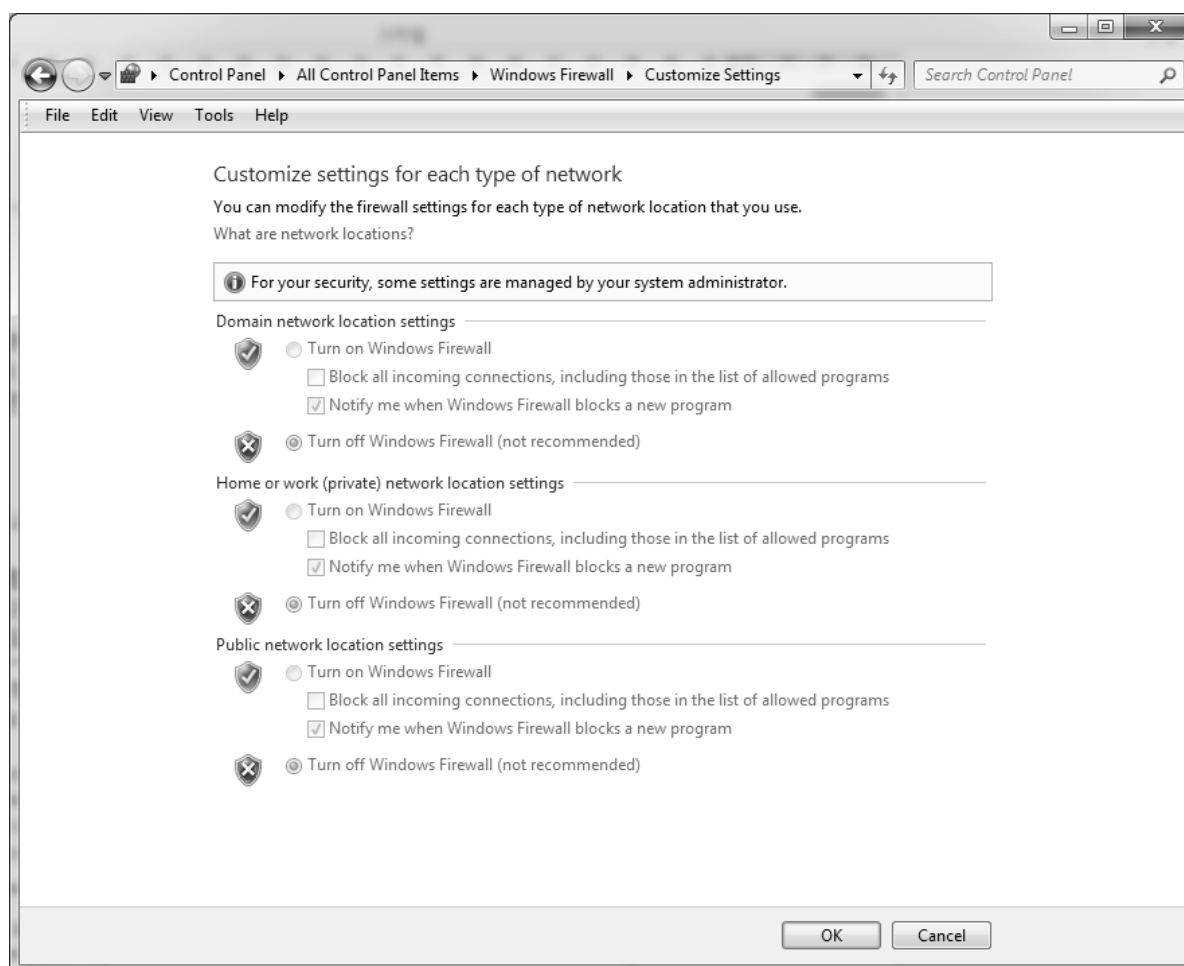 Control Panel All Control Panel Items Windows Firewall Customize Settings Search Control Panel
File Edit View Tools Help
Customize settings for each type of network
You can modify the firewall settings for each type of network location that you use.
What are network locations?
For your security, some settings are managed by your system administrator.
Domain network location settings
Turn on Windows Firewall
Block all incoming connections, including those in the list of allowed programs
Notify me when Windows Firewall blocks a new program
Turn off Windows Firewall (not recommended)
Home or work (private) network location settings
Turn on Windows Firewall
Block all incoming connections, including those in the list of allowed programs
Notify me when Windows Firewall blocks a new program
Turn off Windows Firewall (not recommended)
Public network location settings
Turn on Windows Firewall
Block all incoming connections, including those in the list of allowed programs
Notify me when Windows Firewall blocks a new program
Turn off Windows Firewall (not recommended)
OK Cancel